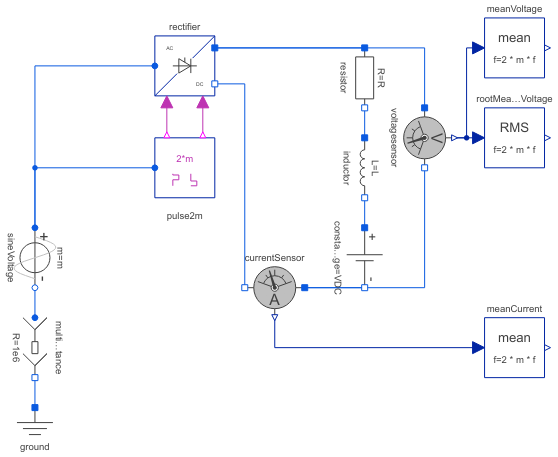 meanVoltage
mean
f=2 * m * f
rectifier
AC
DC
R=R
resistor
rootMea...Voltage
RMS
f=2 * m * f
voltagesensor
V
2*m
pulse2m
L=L
inductor
sineVoltage
m=m
+
-
consta...ge=VDC
+
-
currentSensor
A
meanCurrent
mean
f=2 * m * f
multi...tance
R=1e6
ground